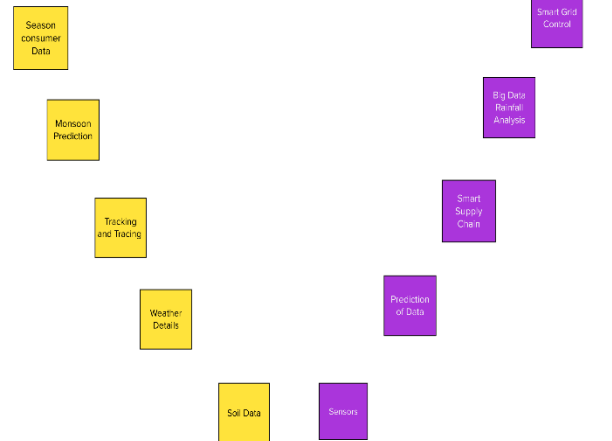 Season
consumer
Data
Monsoon
Prediction
Tracking
and Tracing
Weather
Details
Soil Data
Smart Grid
Control
Big Data
Rainfall
Analysis
Smart
Supply
Chain
Prediction
of Data
Sensors